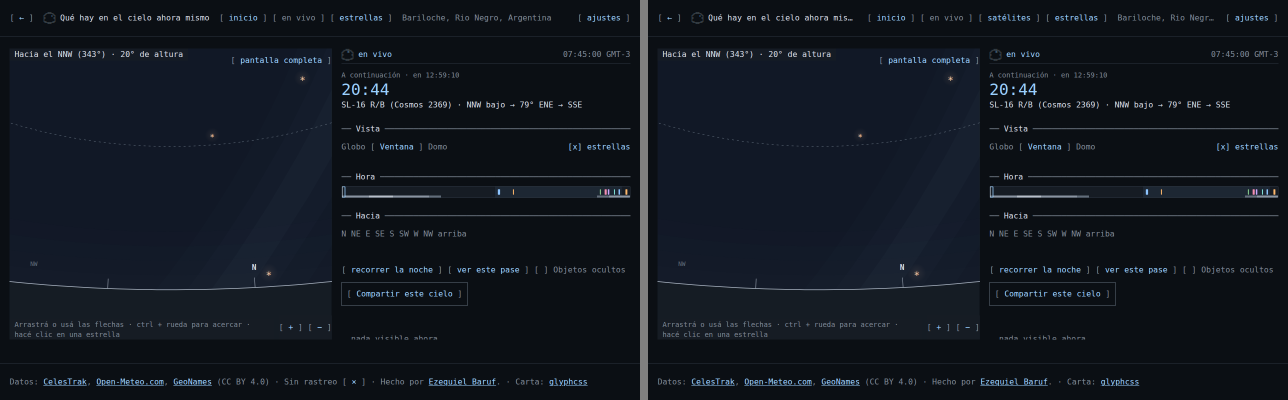 [ ← ] Qué hay en el cielo ahora mismo [ inicio ] [ en vivo ] [ estrellas ] Bariloche, Río Negro, Argentina [ ajustes ]
Hacia el NNW (343°) · 20° de altura
[ pantalla completa ]
NW
N
Arrastrá o usá las flechas · ctrl + rueda para acercar ·
hacé clic en una estrella
[ + ] [ − ]
en vivo 07:45:00 GMT-3
A continuación · en 12:59:10
20:44
SL-16 R/B (Cosmos 2369) · NNW bajo → 79° ENE → SSE
Vista
Globo [ Ventana ] Domo [x] estrellas
Hora
Hacia
N NE E SE S SW W NW arriba
[ recorrer la noche ] [ ver este pase ] [ ] Objetos ocultos
[ Compartir este cielo ]
nada visible ahora
Datos: CelesTrak, Open-Meteo.com, GeoNames (CC BY 4.0) · Sin rastreo [ × ] · Hecho por Ezequiel Baruf. · Carta: glyphcss
[ ← ] Qué hay en el cielo ahora mis… [ inicio ] [ en vivo ] [ satélites ] [ estrellas ] Bariloche, Río Negr… [ ajustes ]
Hacia el NNW (343°) · 20° de altura
[ pantalla completa ]
NW
N
Arrastrá o usá las flechas · ctrl + rueda para acercar ·
hacé clic en una estrella
[ + ] [ − ]
en vivo 07:45:00 GMT-3
A continuación · en 12:59:10
20:44
SL-16 R/B (Cosmos 2369) · NNW bajo → 79° ENE → SSE
Vista
Globo [ Ventana ] Domo [x] estrellas
Hora
Hacia
N NE E SE S SW W NW arriba
[ recorrer la noche ] [ ver este pase ] [ ] Objetos ocultos
[ Compartir este cielo ]
nada visible ahora
Datos: CelesTrak, Open-Meteo.com, GeoNames (CC BY 4.0) · Hecho por Ezequiel Baruf. · Carta: glyphcss